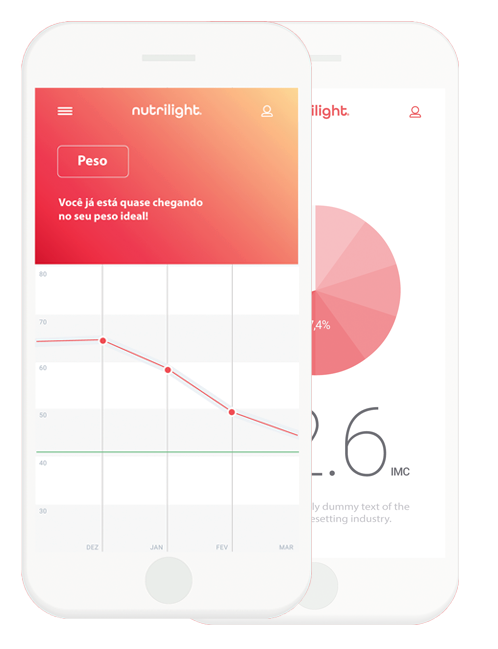 nutrilight.
Peso
Você já está quase chegando
no seu peso ideal!
80
70
60
50
40
30
DEZ JAN FEV MAR
ilight.
7,4%
2.6 IMC
ly dummy text of the
esetting industry.